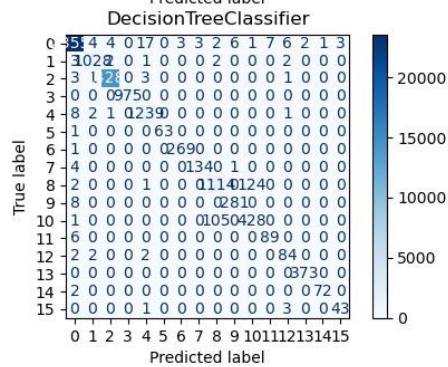 Predicted label
DecisionTreeClassifier
0 4 4 0 17 0 3 3 2 6 1 7 6 2 1 3
1 3 1028 2 0 1 0 0 0 2 0 0 0 2 0 0 0
2 3 0 3 0 0 0 0 0 0 0 1 0 0 0
3 0 0 0 975 0 0 0 0 0 0 0 0 0 0 0 0
4 8 2 1 0 1239 0 0 0 0 0 0 0 1 0 0 0
5 1 0 0 0 0 63 0 0 0 0 0 0 0 0 0 0
6 1 0 0 0 0 0 269 0 0 0 0 0 0 0 0 0
7 4 0 0 0 0 0 0 134 0 1 0 0 0 0 0 0
8 2 0 0 0 1 0 0 0 1114 0 124 0 0 0 0 0
9 8 0 0 0 0 0 0 0 0 281 0 0 0 0 0 0
10 1 0 0 0 0 0 0 0 105 0 428 0 0 0 0 0
11 6 0 0 0 0 0 0 0 0 0 0 89 0 0 0 0
12 2 2 0 0 2 0 0 0 0 0 0 0 84 0 0 0
13 0 0 0 0 0 0 0 0 0 0 0 0 0 373 0 0
14 2 0 0 0 0 0 0 0 0 0 0 0 0 0 72 0
15 0 0 0 0 1 0 0 0 0 0 0 0 3 0 0 43
0 1 2 3 4 5 6 7 8 9 10 11 12 13 14 15
Predicted label
True label
20000
15000
10000
5000
0